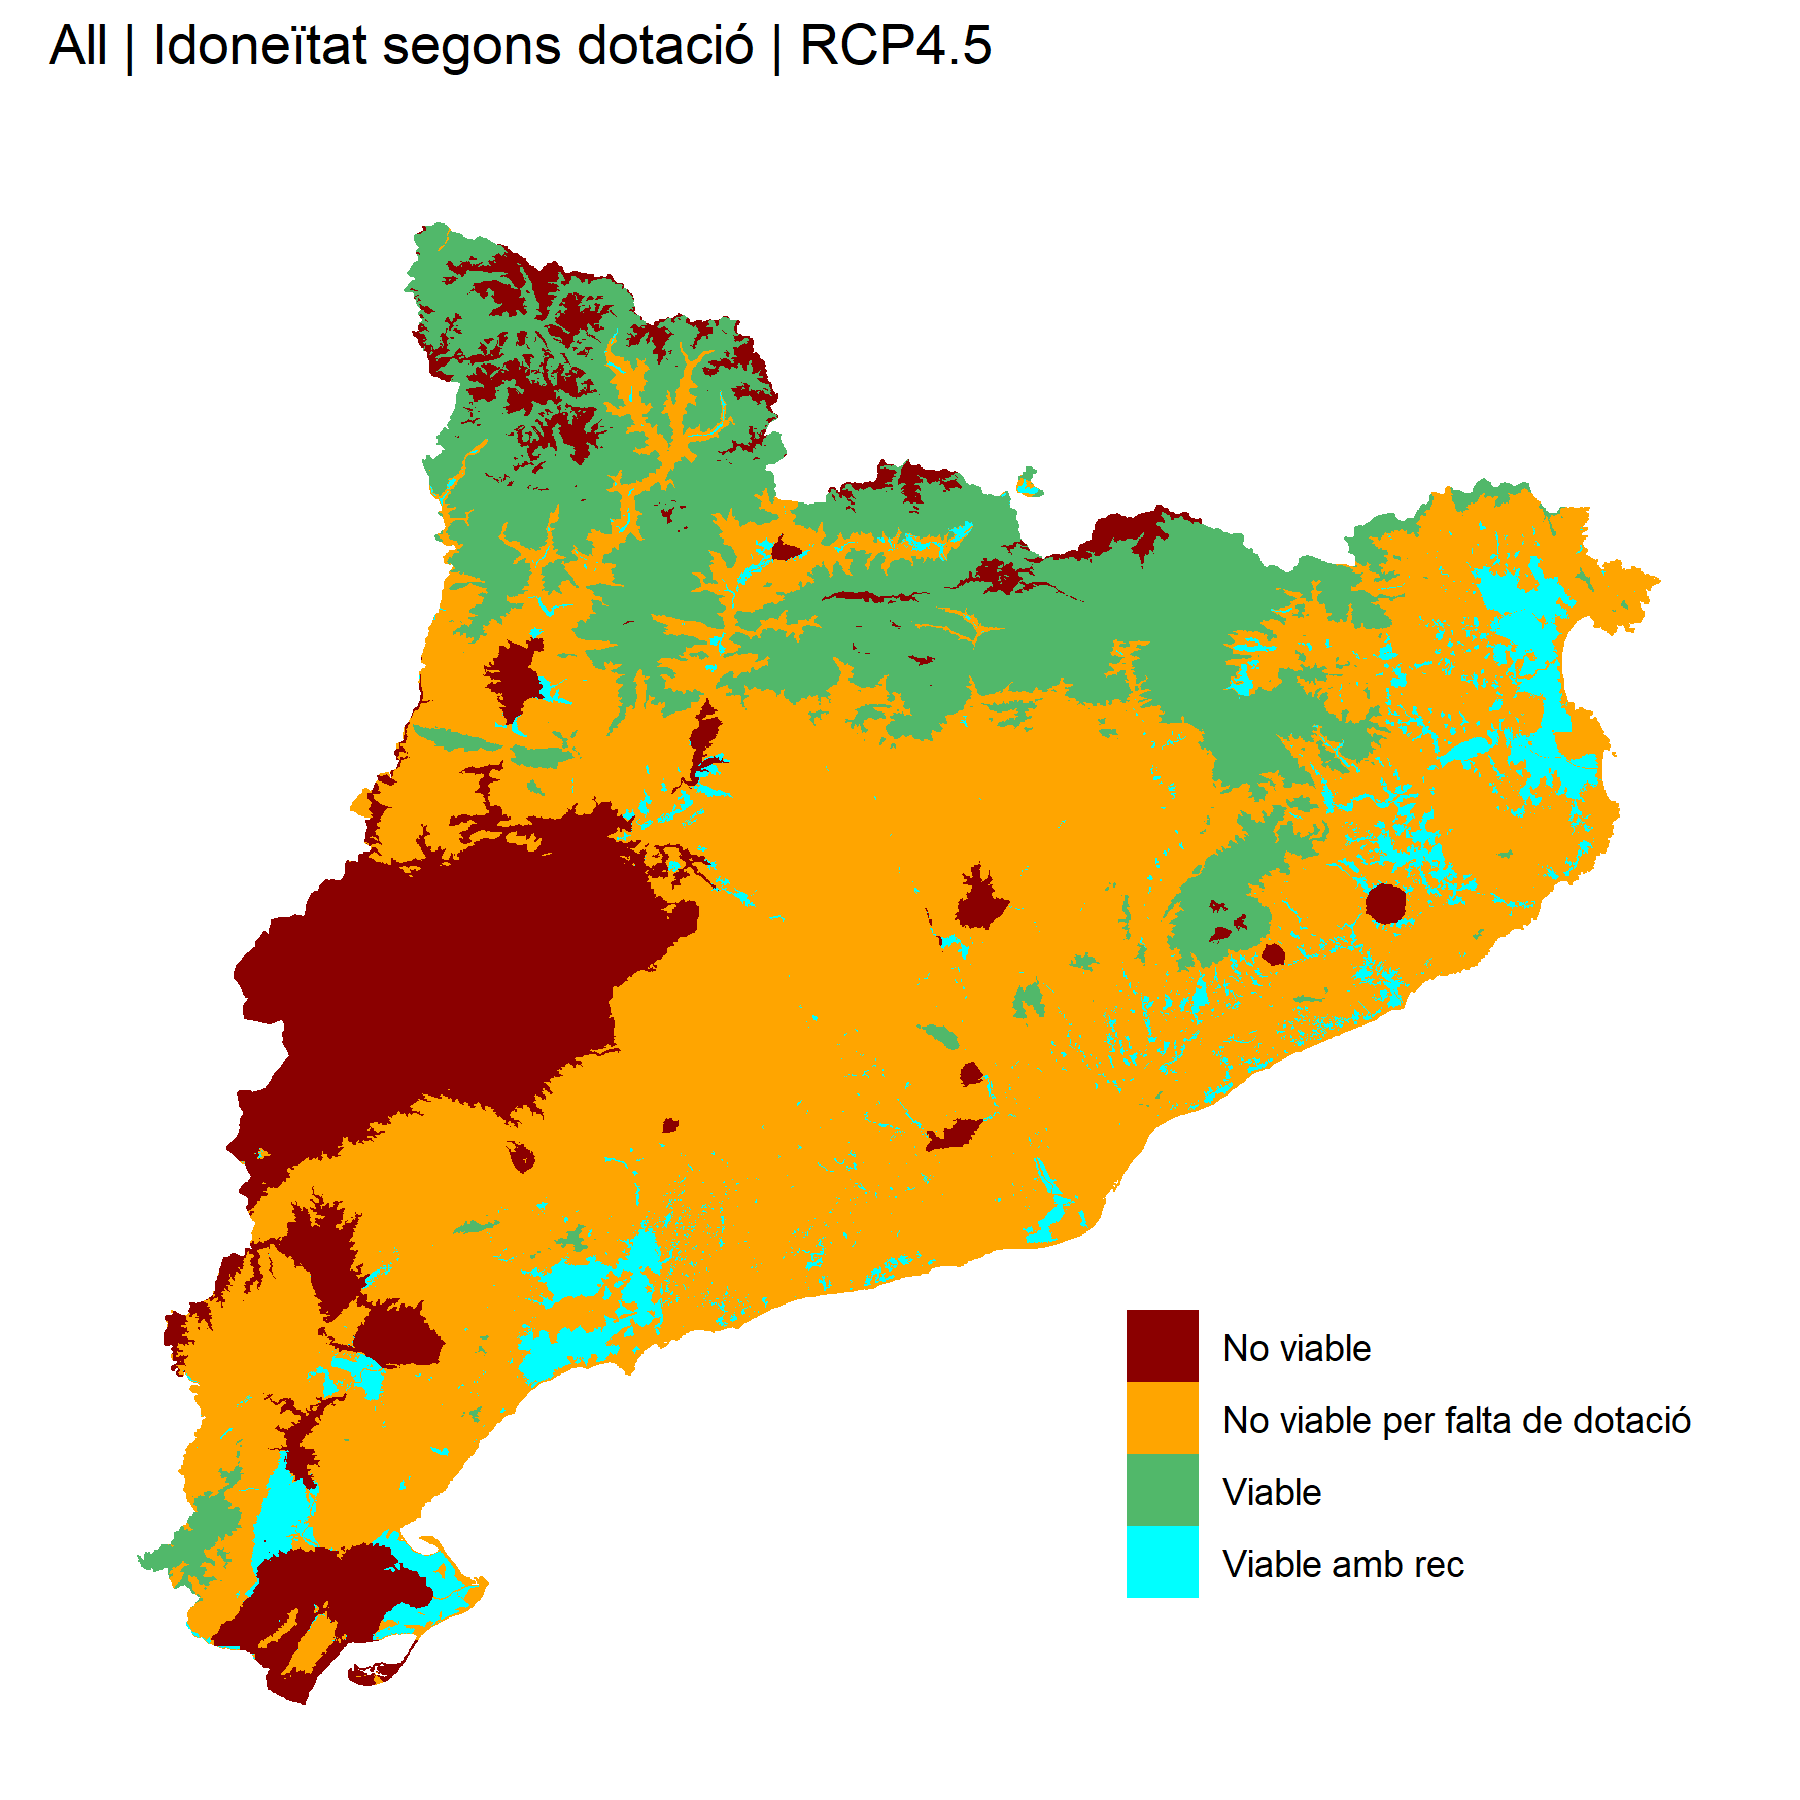 All | Idoneïtat segons dotació | RCP4.5
No viable
No viable per falta de dotació
Viable
Viable amb rec